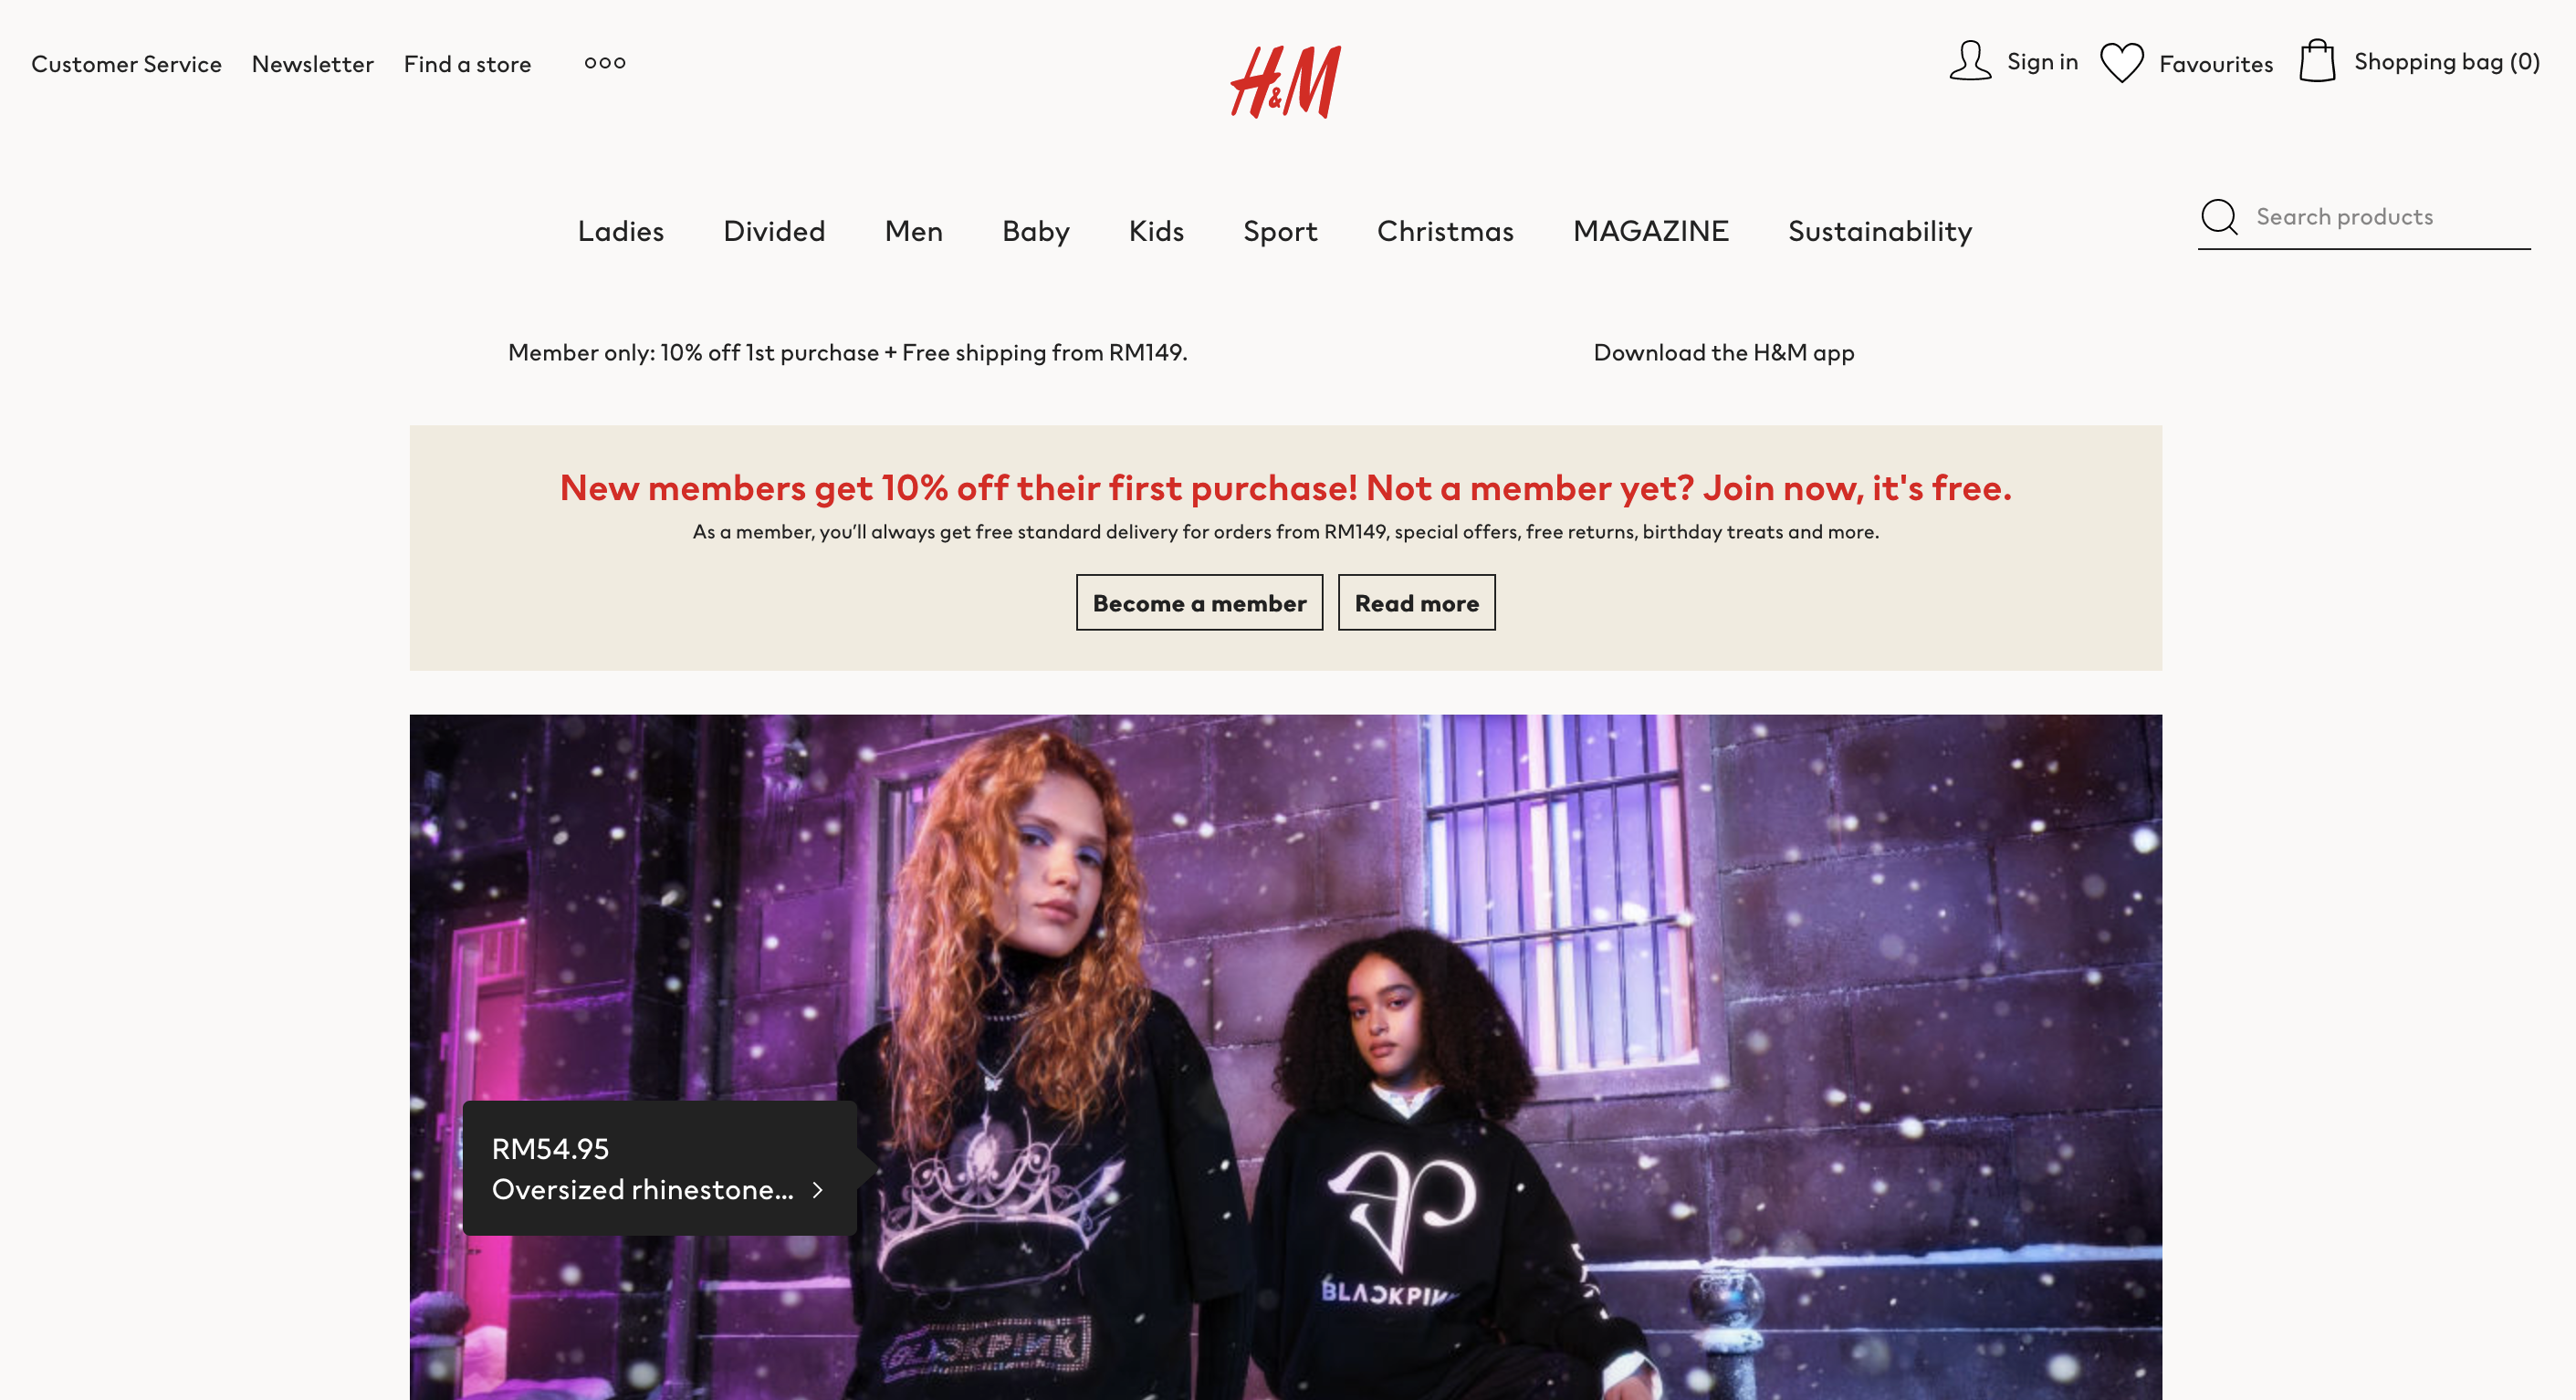 Customer Service Newsletter Find a store
H&M
Sign in Favourites Shopping bag (0)
Ladies Divided Men Baby Kids Sport Christmas MAGAZINE Sustainability
Search products
Member only: 10% off 1st purchase + Free shipping from RM149.
Download the H&M app
New members get 10% off their first purchase! Not a member yet? Join now, it's free.
As a member, you’ll always get free standard delivery for orders from RM149, special offers, free returns, birthday treats and more.
Become a member Read more
RM54.95
Oversized rhinestone...
BLACKPINK
BLACKPINK